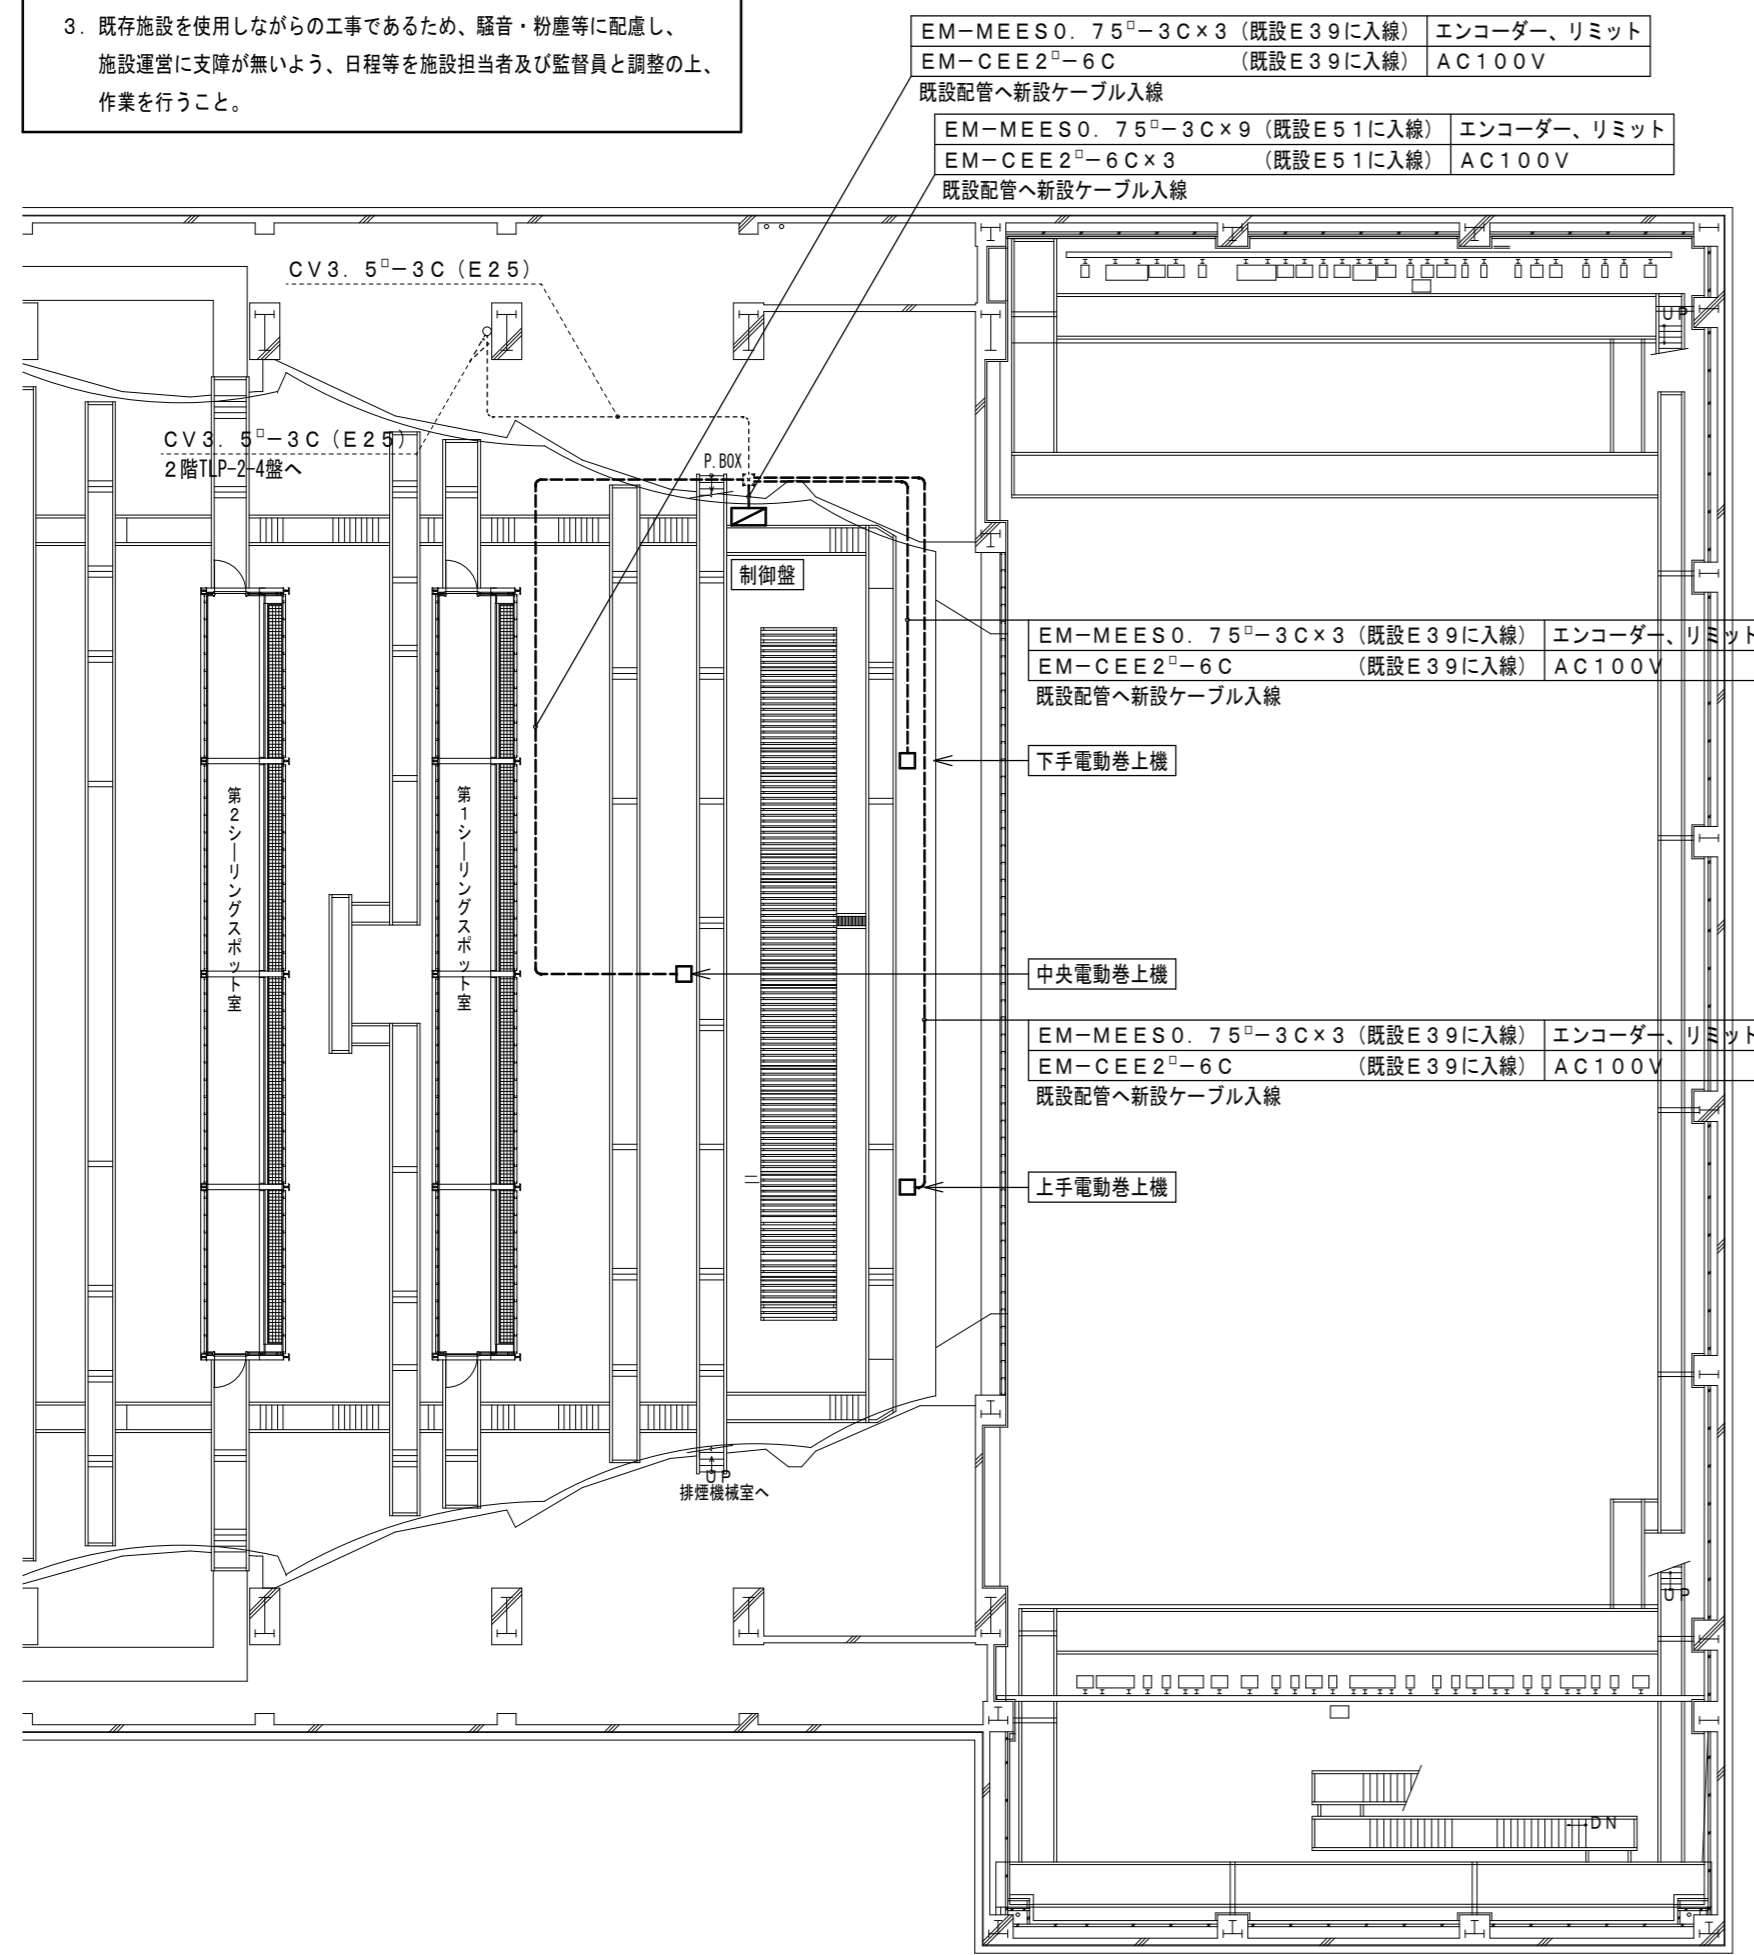 3. 既存施設を使用しながらの工事であるため、騒音・粉塵等に配慮し、
施設運営に支障が無いよう、日程等を施設担当者及び監督員と調整の上、
作業を行うこと。
EM-MEES0.75□-3C×3 (既設E39に入線) エンコーダー、リミット
EM-CEE2□-6C (既設E39に入線) AC100V
既設配管へ新設ケーブル入線
EM-MEES0.75□-3C×9 (既設E51に入線) エンコーダー、リミット
EM-CEE2□-6C×3 (既設E51に入線) AC100V
既設配管へ新設ケーブル入線
CV3.5□-3C (E25)
UP
CV3.5□-3C (E25)
2階TLP-2-4盤へ
P.BOX
制御盤
EM-MEES0.75□-3C×3 (既設E39に入線) エンコーダー、リミット
EM-CEE2□-6C (既設E39に入線) AC100V
既設配管へ新設ケーブル入線
下手電動巻上機
第2シーリングスポット室
第1シーリングスポット室
中央電動巻上機
EM-MEES0.75□-3C×3 (既設E39に入線) エンコーダー、リミット
EM-CEE2□-6C (既設E39に入線) AC100V
既設配管へ新設ケーブル入線
上手電動巻上機
UP
排煙機械室へ
UP
DN